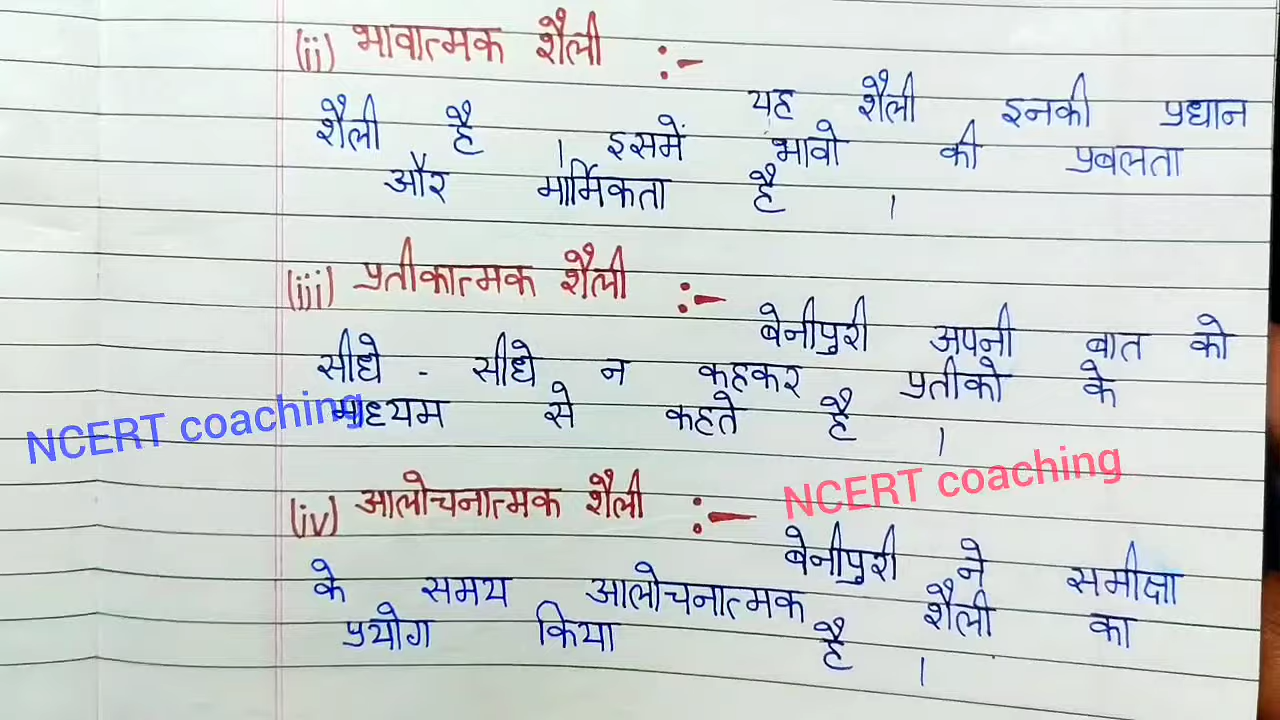 (ii) भावात्मक शैली :-
यह शैली इनकी प्रधान
शैली है । इसमें भावो की प्रबलता
और मार्मिकता है ।
(iii) प्रतीकात्मक शैली :-
बेनीपुरी अपनी बात को
सीधे - सीधे न कहकर प्रतीको के
माध्यम से कहते है ।
NCERT coaching
(iv) आलोचनात्मक शैली :-
NCERT coaching
बेनीपुरी ने समीक्षा
के समय आलोचनात्मक शैली का
प्रयोग किया है ।